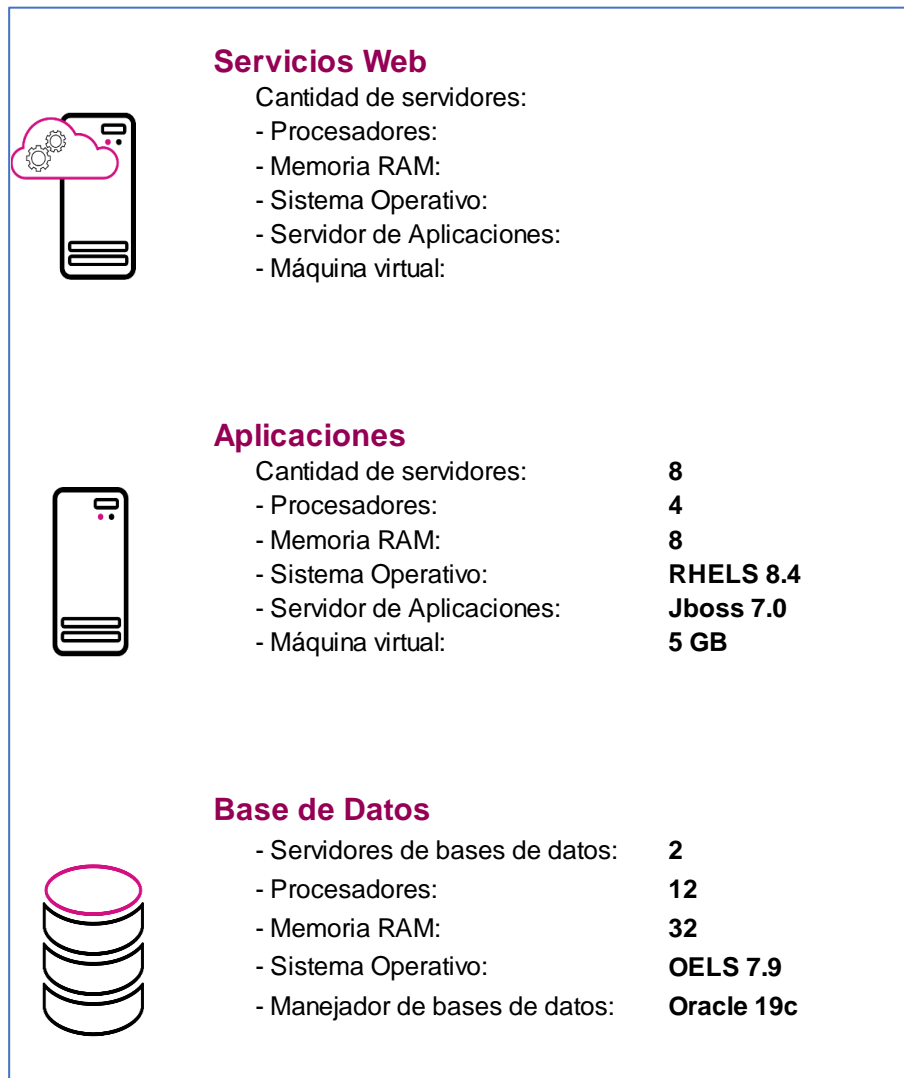 Servicios Web
Cantidad de servidores:
- Procesadores:
- Memoria RAM:
- Sistema Operativo:
- Servidor de Aplicaciones:
- Máquina virtual:
Aplicaciones
Cantidad de servidores: 8
- Procesadores: 4
- Memoria RAM: 8
- Sistema Operativo: RHELS 8.4
- Servidor de Aplicaciones: Jboss 7.0
- Máquina virtual: 5 GB
Base de Datos
- Servidores de bases de datos: 2
- Procesadores: 12
- Memoria RAM: 32
- Sistema Operativo: OELS 7.9
- Manejador de bases de datos: Oracle 19c